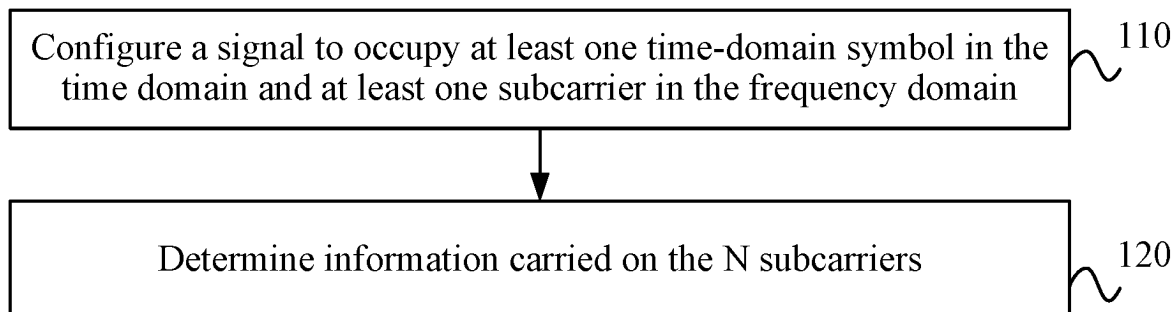 Configure a signal to occupy at least one time-domain symbol in the
time domain and at least one subcarrier in the frequency domain
110
Determine information carried on the N subcarriers
120